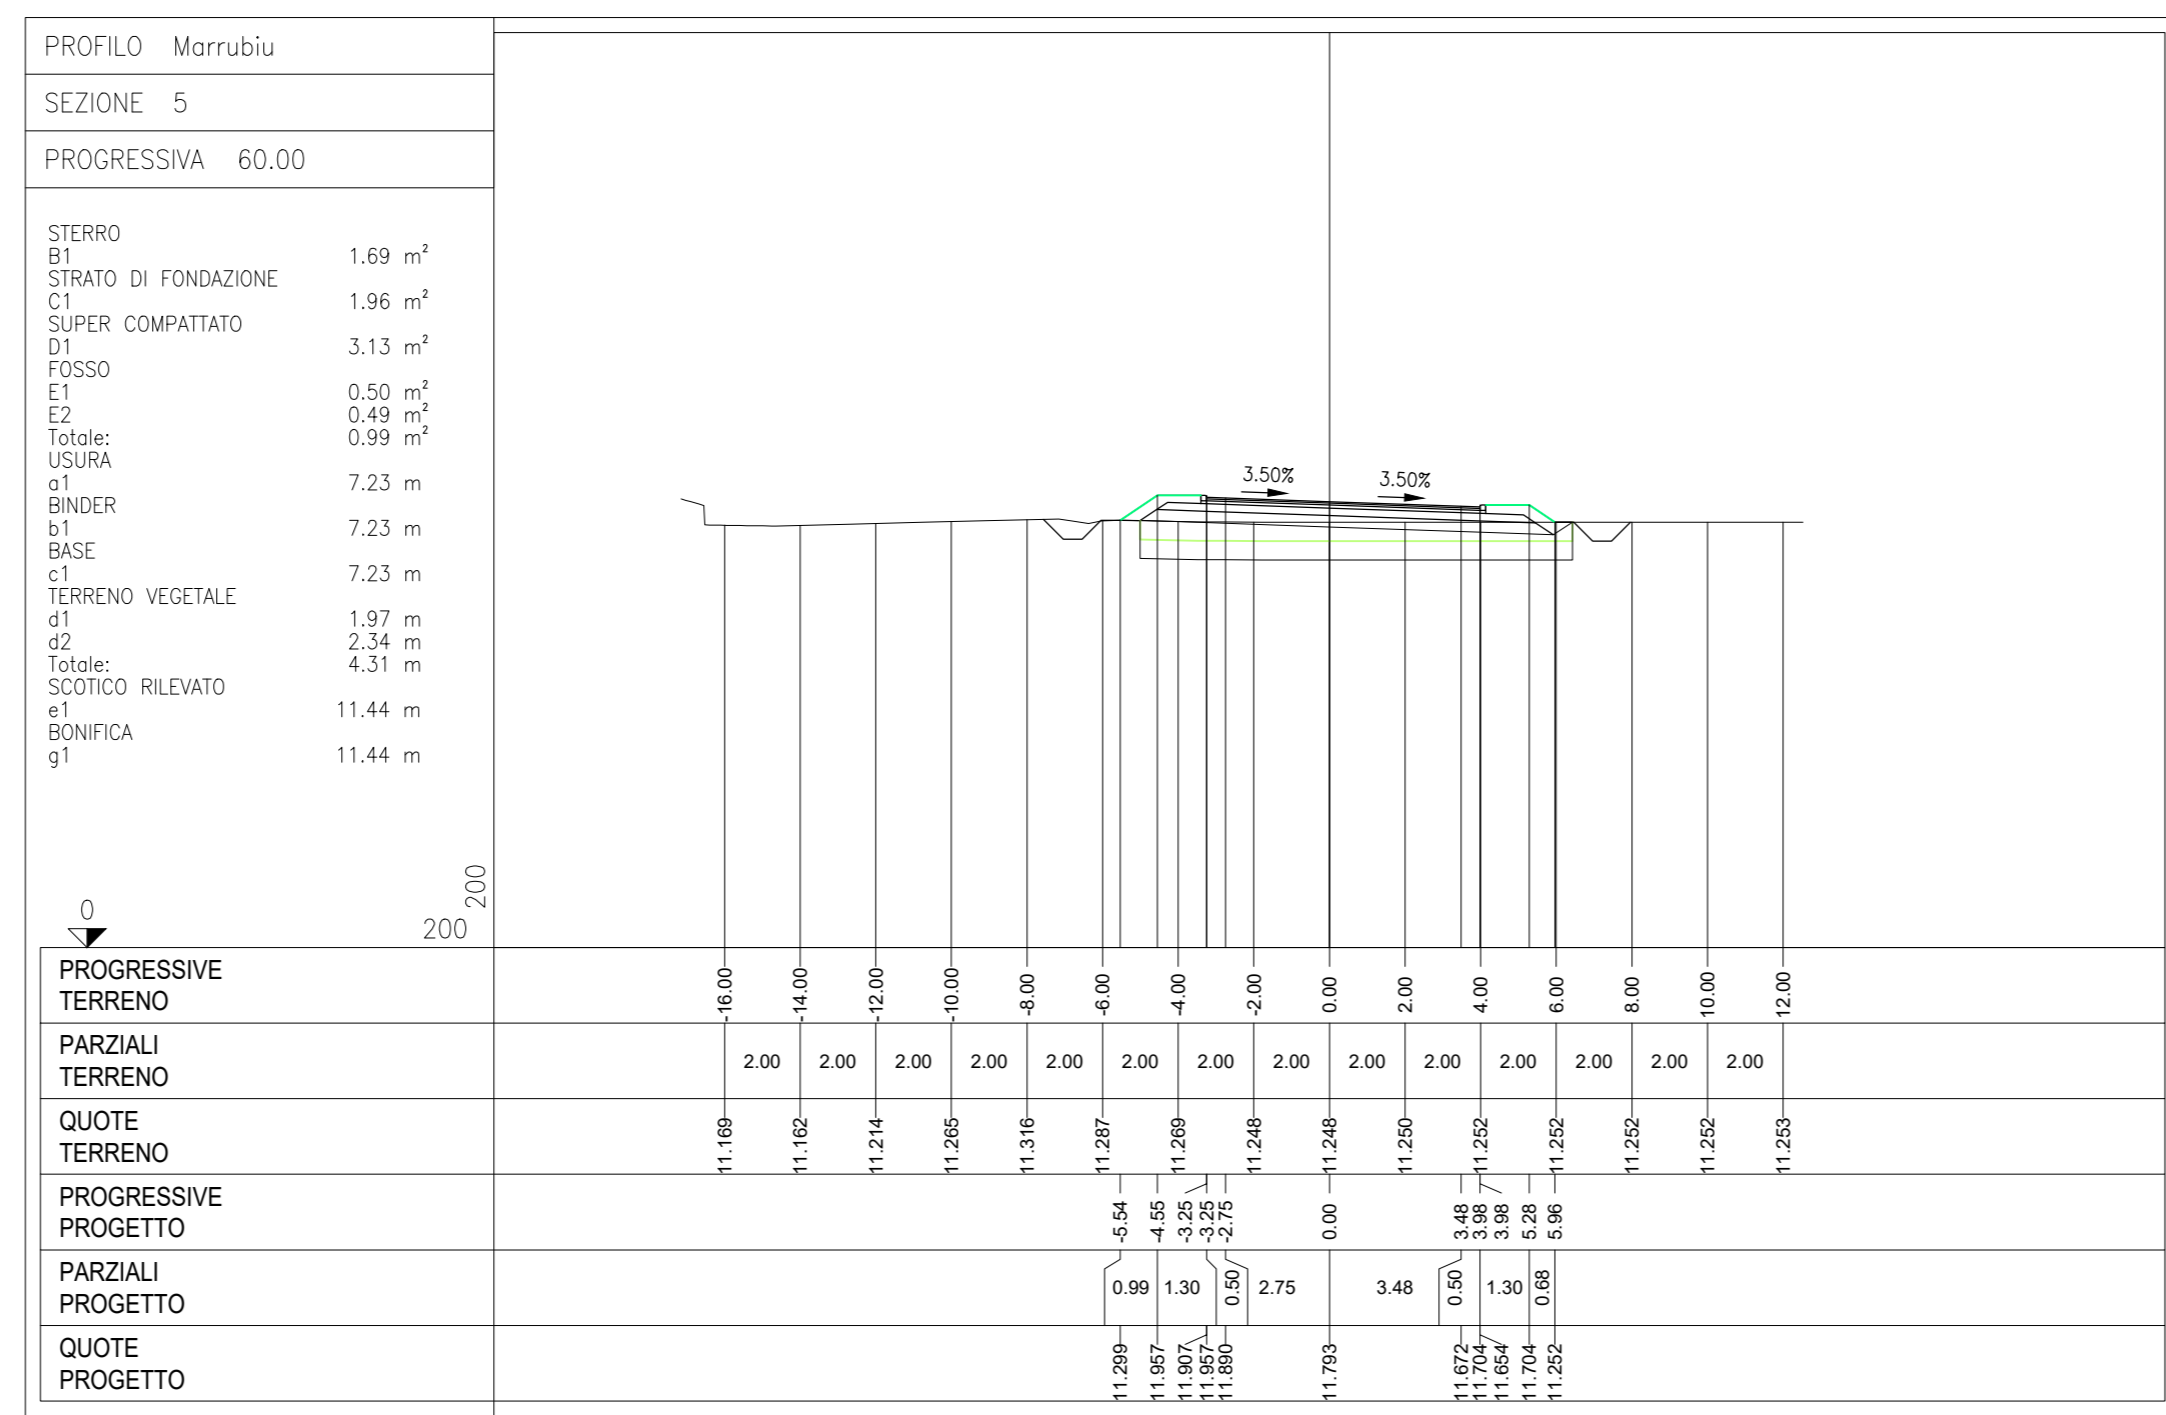 PROFILO Marrubiu
SEZIONE 5
PROGRESSIVA 60.00
STERRO
B1 1.69 m²
STRATO DI FONDAZIONE
C1 1.96 m²
SUPER COMPATTATO
D1 3.13 m²
FOSSO
E1 0.50 m²
E2 0.49 m²
Totale: 0.99 m²
USURA
a1 7.23 m
BINDER
b1 7.23 m
BASE
c1 7.23 m
TERRENO VEGETALE
d1 1.97 m
d2 2.34 m
Totale: 4.31 m
SCOTICO RILEVATO
e1 11.44 m
BONIFICA
g1 11.44 m
3.50% 3.50%
0
200
200
PROGRESSIVE
TERRENO
-16.00 -14.00 -12.00 -10.00 -8.00 -6.00 -4.00 -2.00 0.00 2.00 4.00 6.00 8.00 10.00 12.00
PARZIALI
TERRENO
2.00 2.00 2.00 2.00 2.00 2.00 2.00 2.00 2.00 2.00 2.00 2.00 2.00 2.00
QUOTE
TERRENO
11.169 11.162 11.214 11.265 11.316 11.287 11.269 11.248 11.248 11.250 11.252 11.252 11.252 11.252 11.253
PROGRESSIVE
PROGETTO
-5.54 -4.55 -3.25 -3.25 -2.75 0.00 3.48 3.98 3.98 5.28 5.96
PARZIALI
PROGETTO
0.99 1.30 0.50 2.75 3.48 0.50 1.30 0.68
QUOTE
PROGETTO
11.299 11.957 11.907 11.957 11.890 11.793 11.672 11.704 11.654 11.704 11.252